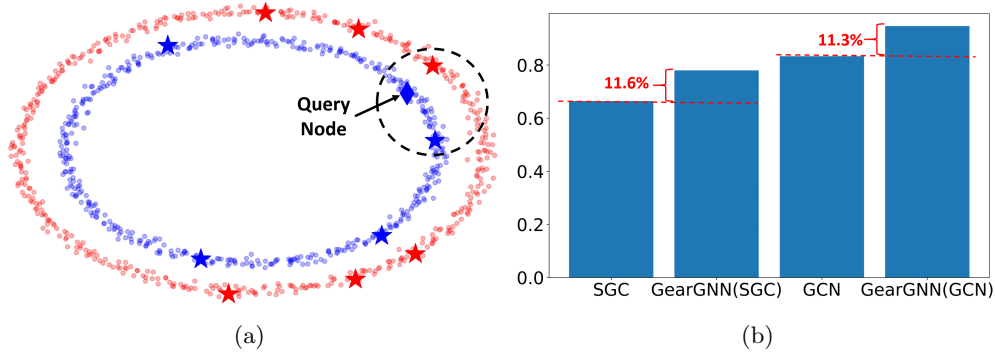 Query
Node
(a)
0.8
0.6
0.4
0.2
0.0
11.6%
11.3%
SGC GearGNN(SGC) GCN GearGNN(GCN)
(b)